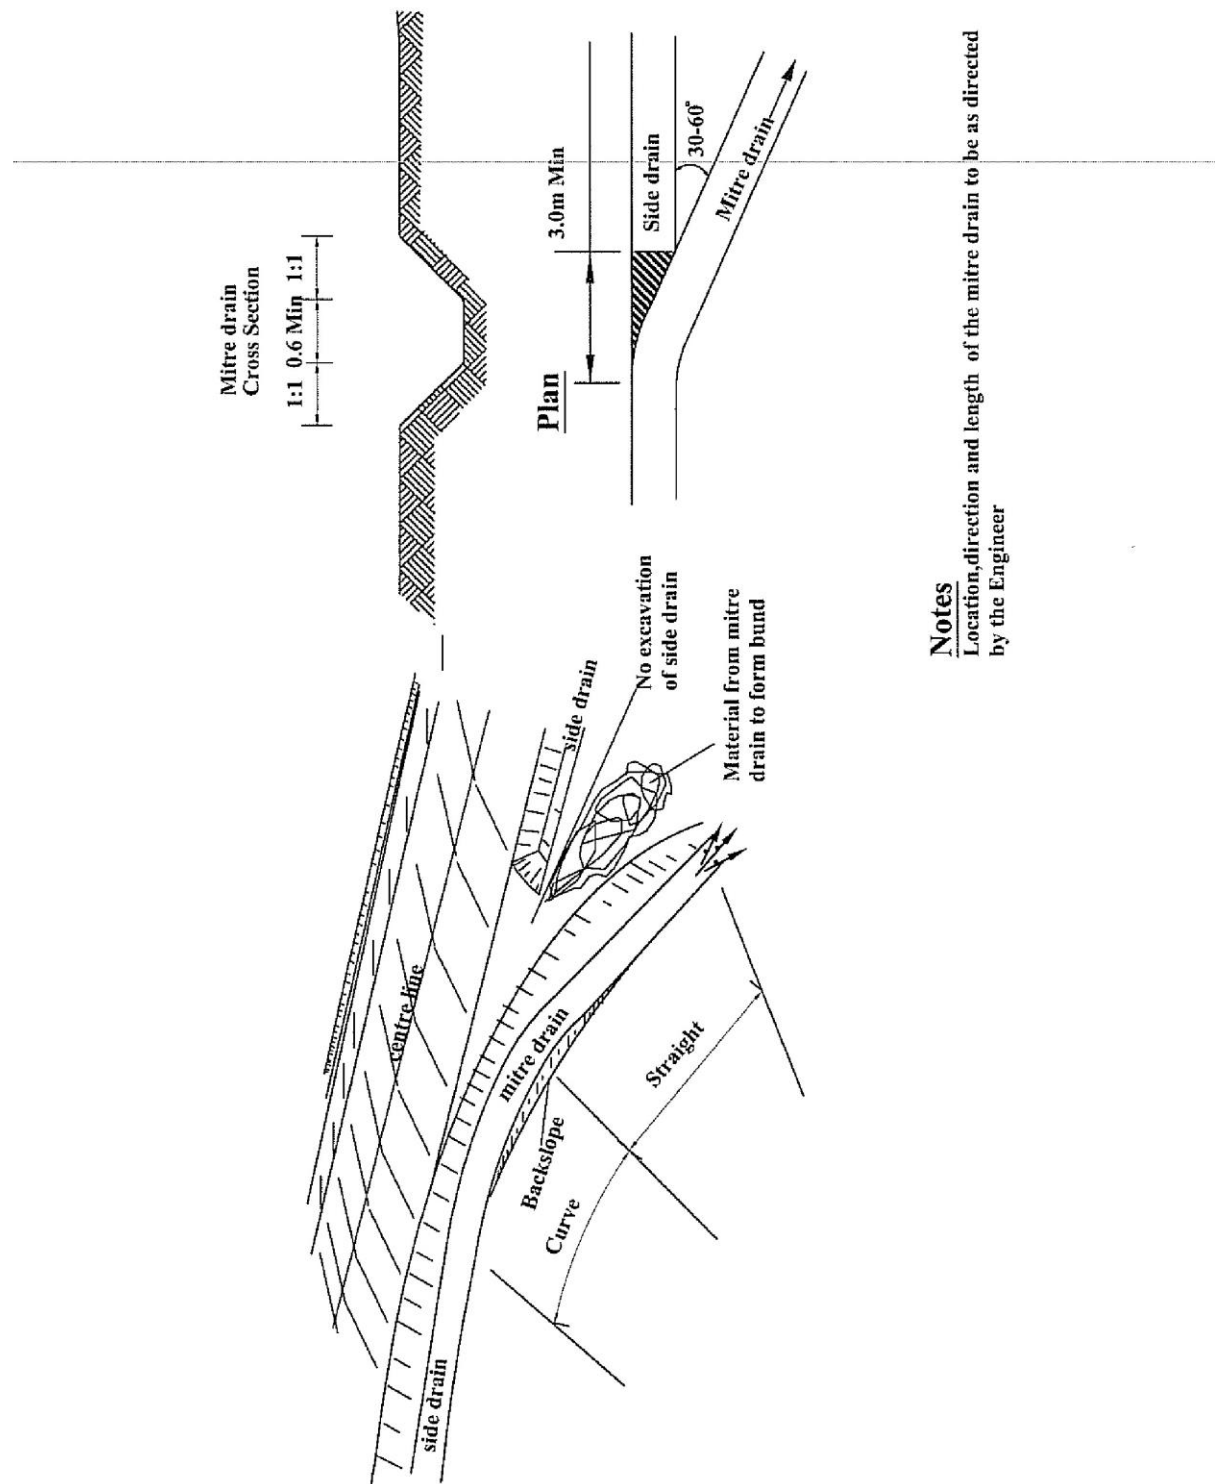 Mitre drain
Cross Section
1:1 0.6 Min 1:1
Plan
3.0m Min
Side drain
30-60°
Mitre drain
centre line
side drain
side drain
mitre drain
No excavation
of side drain
Material from mitre
drain to form bund
Backslope
Curve
Straight
Notes
Location,direction and length of the mitre drain to be as directed
by the Engineer